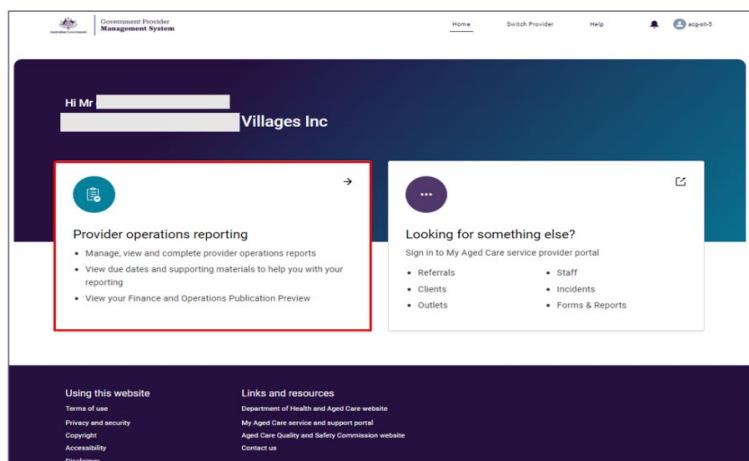 Australian Government
Government Provider
Management System
Home
Switch Provider
Help
acg-sit-5
Hi Mr
Villages Inc
Provider operations reporting
• Manage, view and complete provider operations reports
• View due dates and supporting materials to help you with your
reporting
• View your Finance and Operations Publication Preview
Looking for something else?
Sign in to My Aged Care service provider portal
• Referrals
• Clients
• Outlets
• Staff
• Incidents
• Forms & Reports
Using this website
Terms of use
Privacy and security
Copyright
Accessibility
Disclaimer
Links and resources
Department of Health and Aged Care website
My Aged Care service and support portal
Aged Care Quality and Safety Commission website
Contact us